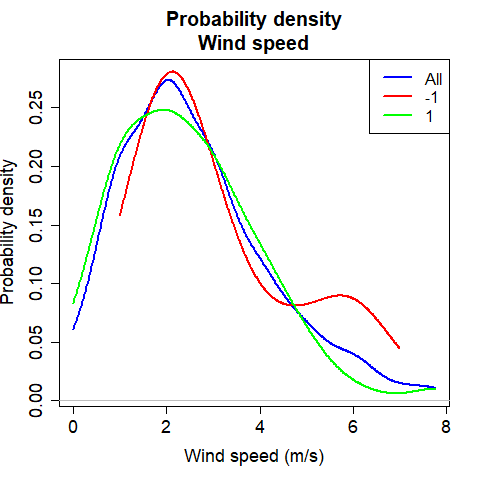 Probability density
Wind speed
All
-1
1
Probability density
0.25
0.20
0.15
0.10
0.05
0.00
0 2 4 6 8
Wind speed (m/s)